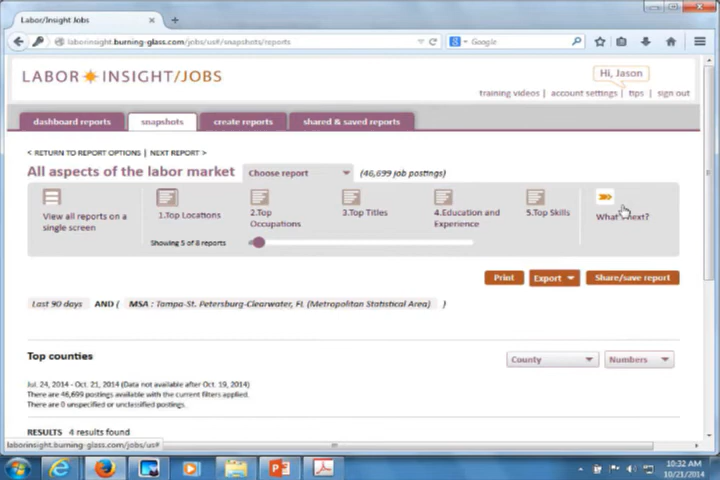 Labor/Insight Jobs
laborinsight.burning-glass.com/jobs/us#/snapshots/reports
Google
Hi, Jason
LABOR INSIGHT/JOBS
training videos | account settings | tips | sign out
dashboard reports
snapshots
create reports
shared & saved reports
< RETURN TO REPORT OPTIONS | NEXT REPORT >
All aspects of the labor market
Choose report
(46,699 job postings)
View all reports on a
single screen
1.Top Locations
2.Top
Occupations
3.Top Titles
4.Education and
Experience
5.Top Skills
What's next?
Showing 5 of 8 reports
Print
Export
Share/save report
Last 90 days AND ( MSA : Tampa-St. Petersburg-Clearwater, FL (Metropolitan Statistical Area) )
Top counties
County
Numbers
Jul. 24, 2014 - Oct. 21, 2014 (Data not available after Oct. 19, 2014)
There are 46,699 postings available with the current filters applied.
There are 0 unspecified or unclassified postings.
RESULTS 4 results found
laborinsight.burning-glass.com/jobs/us#
10:32 AM
10/21/2014